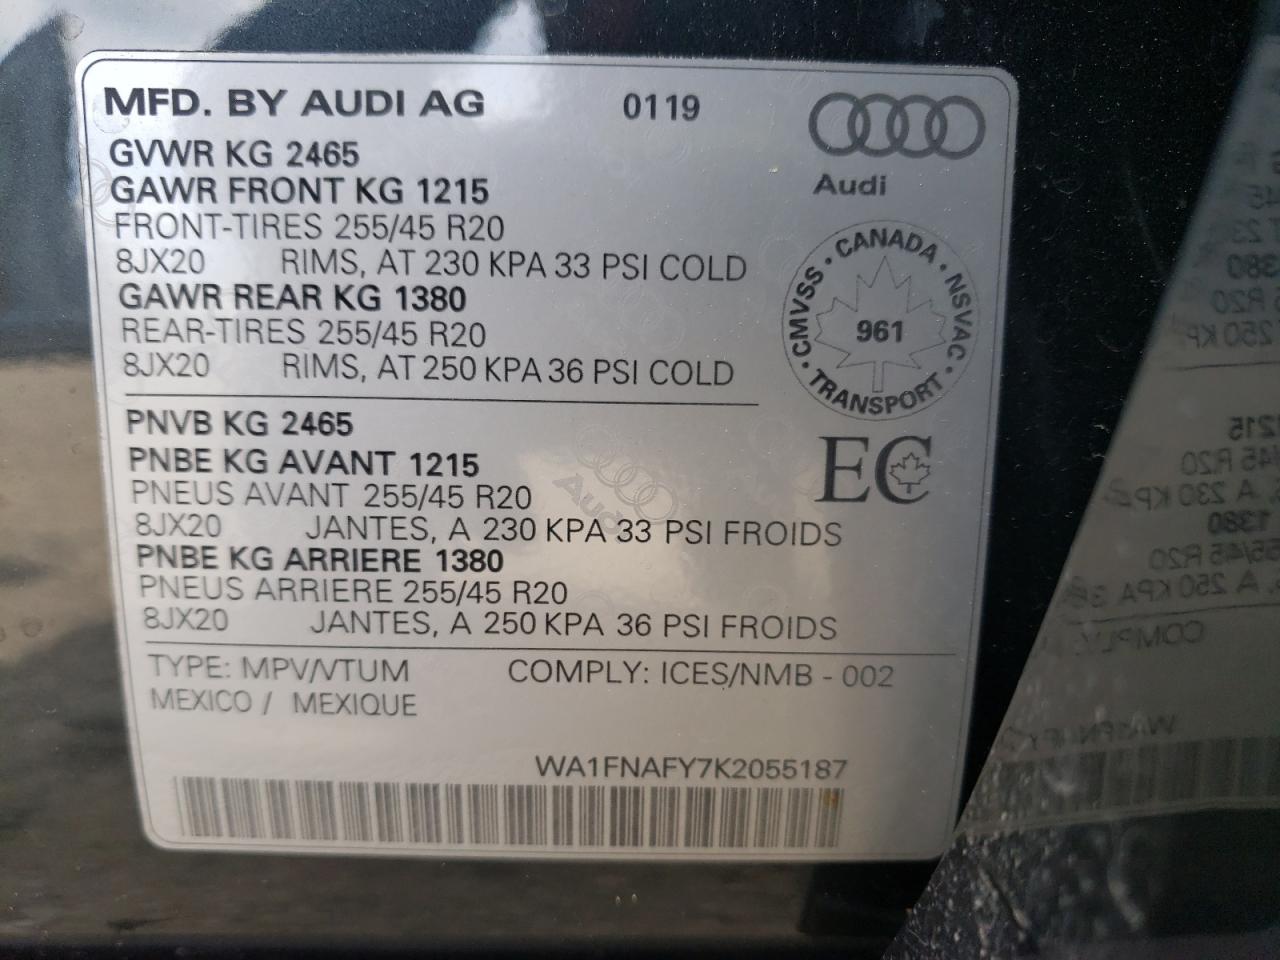 MFD. BY AUDI AG 0119
Audi
GVWR KG 2465
GAWR FRONT KG 1215
FRONT-TIRES 255/45 R20
8JX20 RIMS, AT 230 KPA 33 PSI COLD
GAWR REAR KG 1380
REAR-TIRES 255/45 R20
8JX20 RIMS, AT 250 KPA 36 PSI COLD
CMVSS · CANADA · NSVAC · TRANSPORT ·
961
PNVB KG 2465
PNBE KG AVANT 1215
PNEUS AVANT 255/45 R20
8JX20 JANTES, A 230 KPA 33 PSI FROIDS
PNBE KG ARRIERE 1380
PNEUS ARRIERE 255/45 R20
8JX20 JANTES, A 250 KPA 36 PSI FROIDS
EC
Audi
TYPE: MPV/VTUM COMPLY: ICES/NMB - 002
MEXICO / MEXIQUE
WA1FNAFY7K2055187